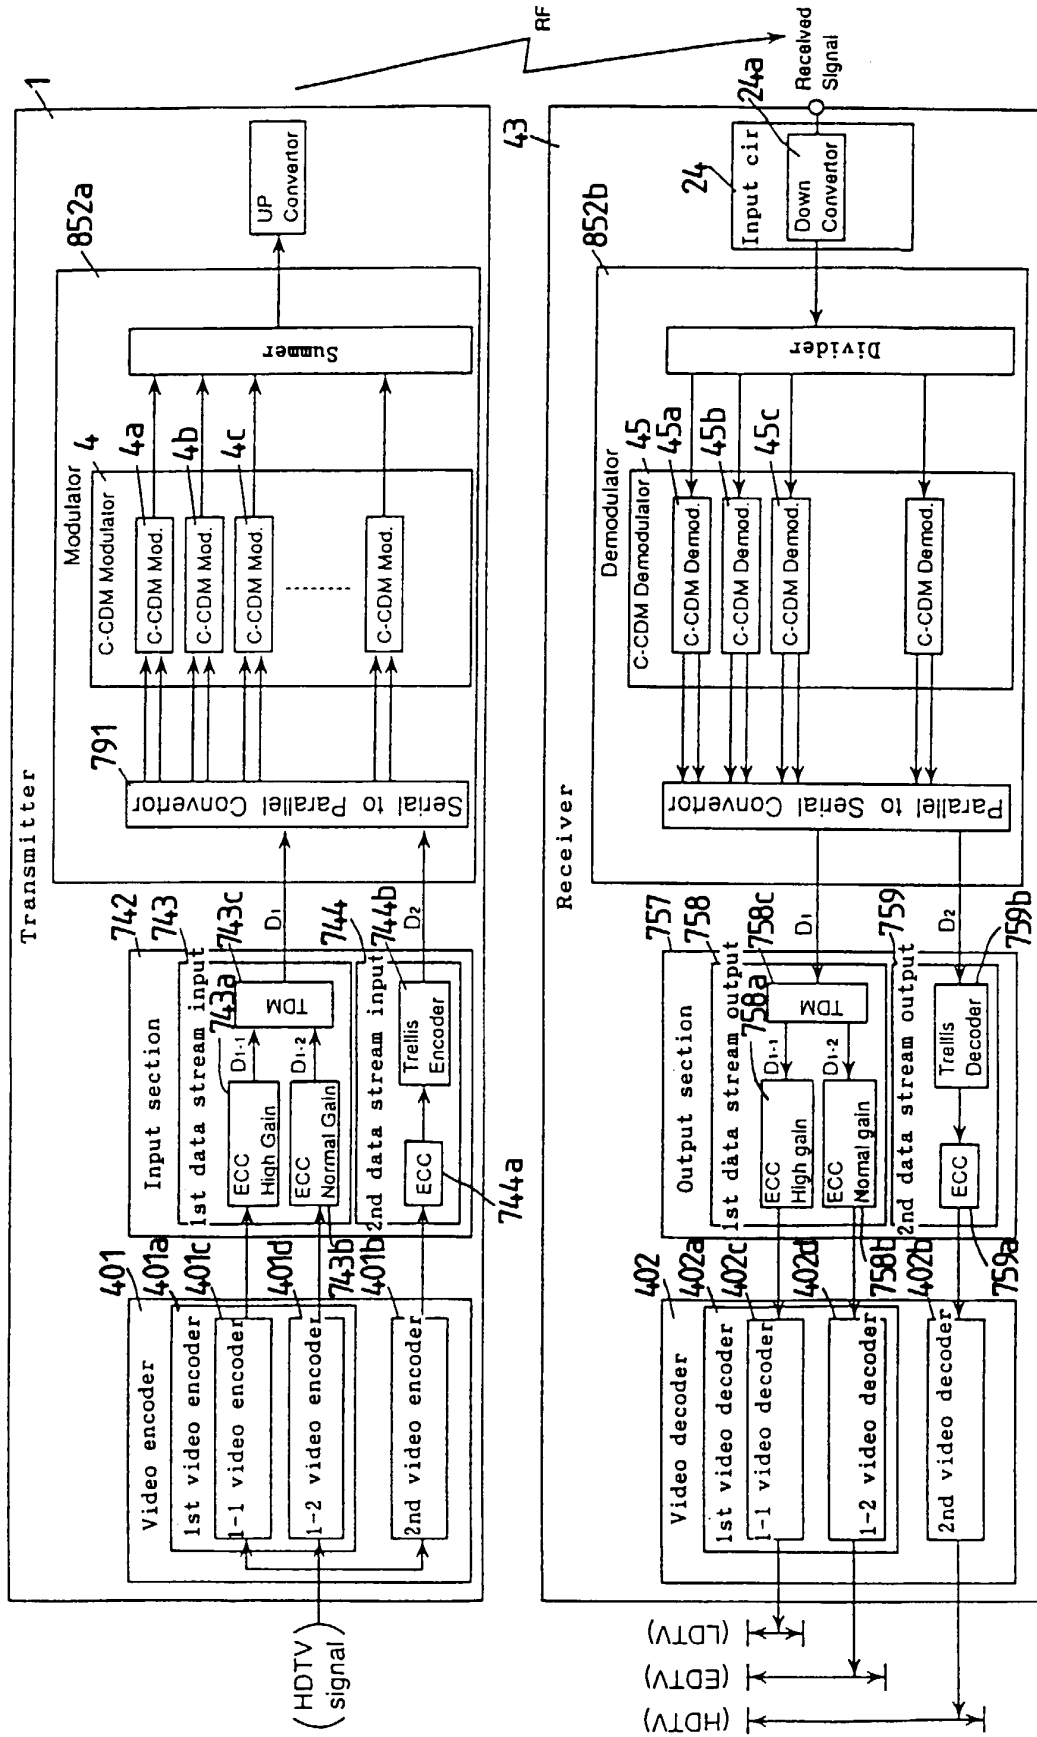 Transmitter
1
(HDTV signal)
Video encoder
401
1st video encoder
401a
1-1 video encoder
401c
1-2 video encoder
401d
2nd video encoder
401b
Input section
742
1st data stream input
743
ECC High Gain
743a
D1-1
ECC Normal Gain
743b
D1-2
TDM
743c
2nd data stream input
744
ECC
744a
Trellis Encoder
744b
D1
D2
Modulator
852a
Serial to Parallel Convertor
791
C-CDM Modulator
4
C-CDM Mod.
4a
C-CDM Mod.
4b
C-CDM Mod.
4c
C-CDM Mod.
Summer
UP Convertor
RF
Receiver
43
Received Signal
Input cir
24
Down Convertor
24a
Demodulator
852b
Divider
C-CDM Demodulator
45
C-CDM Demod.
45a
C-CDM Demod.
45b
C-CDM Demod.
45c
C-CDM Demod.
Parallel to Serial Convertor
D1
D2
Output section
757
1st data stream output
758
TDM
758c
D1-1
D1-2
ECC High gain
758a
ECC Normal gain
758b
2nd data stream output
759
Trellis Decoder
759b
ECC
759a
Video decoder
402
1st video decoder
402a
1-1 video decoder
402c
1-2 video decoder
402d
2nd video decoder
402b
(LDTV)
(EDTV)
(HDTV)